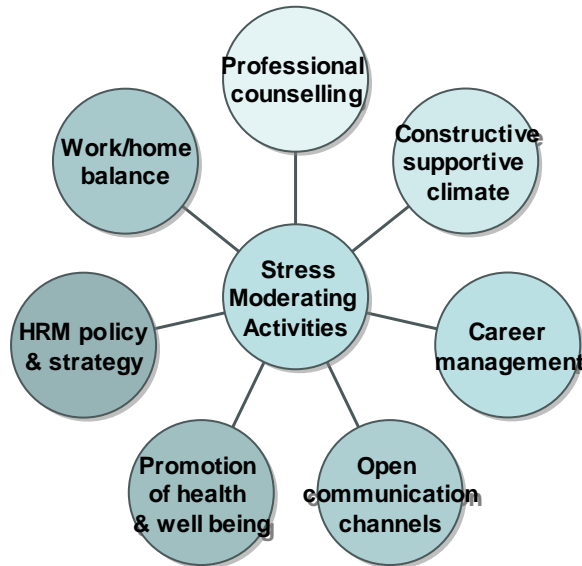 Professional
counselling
Constructive
supportive
climate
Work/home
balance
Stress
Moderating
Activities
HRM policy
& strategy
Career
management
Promotion
of health
& well being
Open
communication
channels